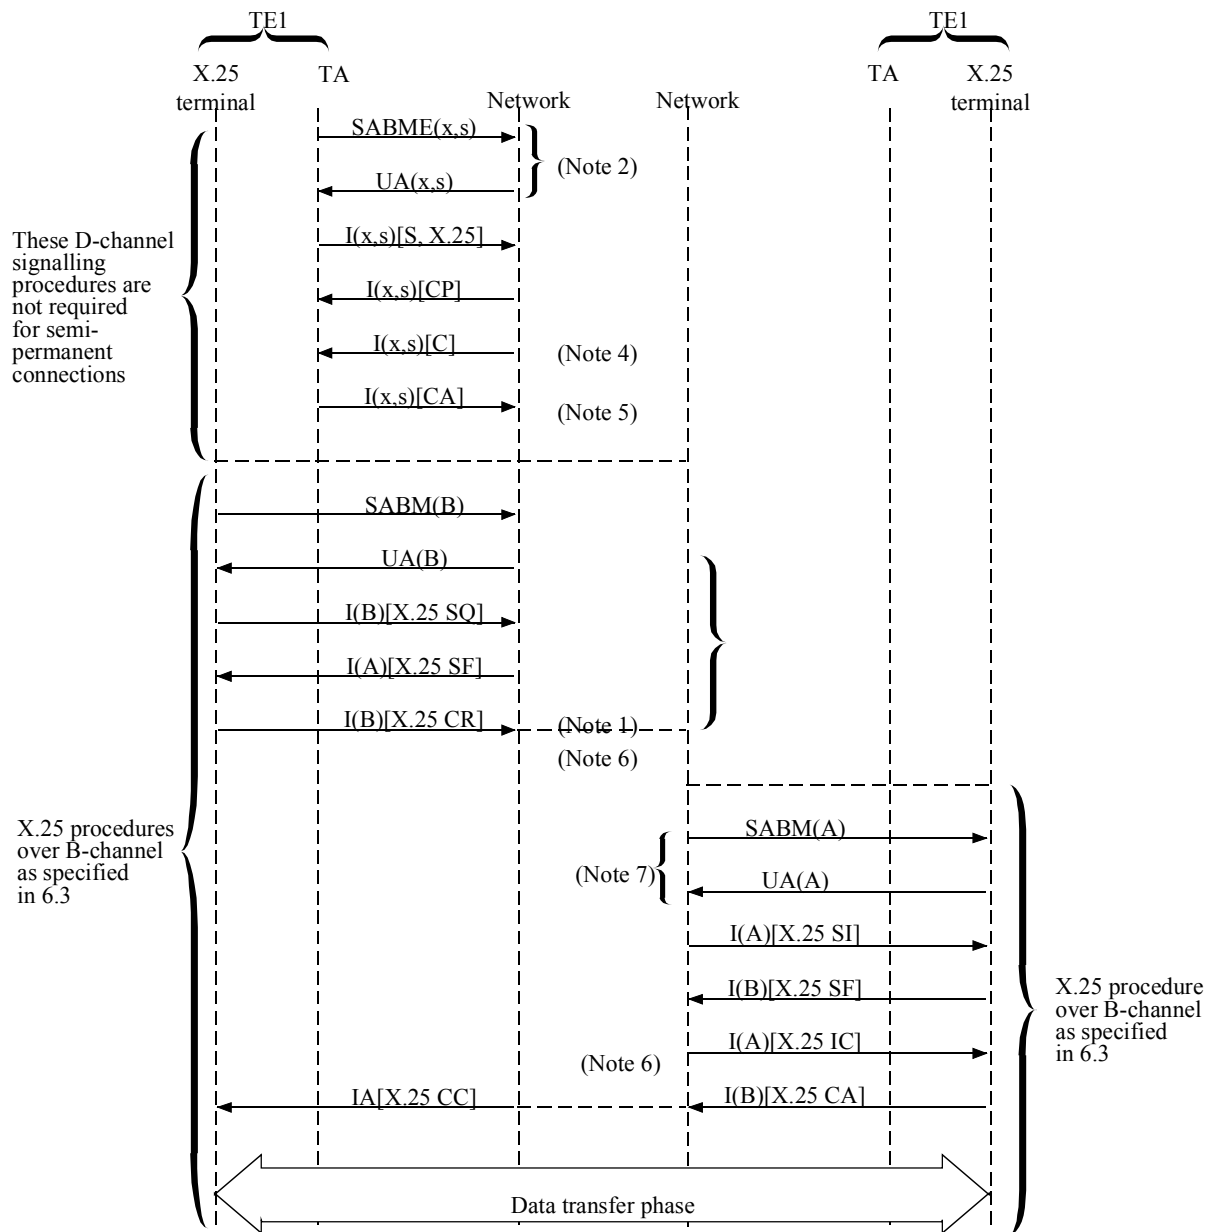 TE1
TE1
X.25
terminal
TA
Network
Network
TA
X.25
terminal
SABME(x,s)
(Note 2)
UA(x,s)
These D-channel
signalling
procedures are
not required
for semi-
permanent
connections
I(x,s)[S, X.25]
I(x,s)[CP]
I(x,s)[C]
(Note 4)
I(x,s)[CA]
(Note 5)
SABM(B)
UA(B)
I(B)[X.25 SQ]
I(A)[X.25 SF]
I(B)[X.25 CR]
(Note 1)
(Note 6)
X.25 procedures
over B-channel
as specified
in 6.3
SABM(A)
(Note 7)
UA(A)
I(A)[X.25 SI]
I(B)[X.25 SF]
X.25 procedure
over B-channel
as specified
in 6.3
I(A)[X.25 IC]
(Note 6)
IA[X.25 CC]
I(B)[X.25 CA]
Data transfer phase